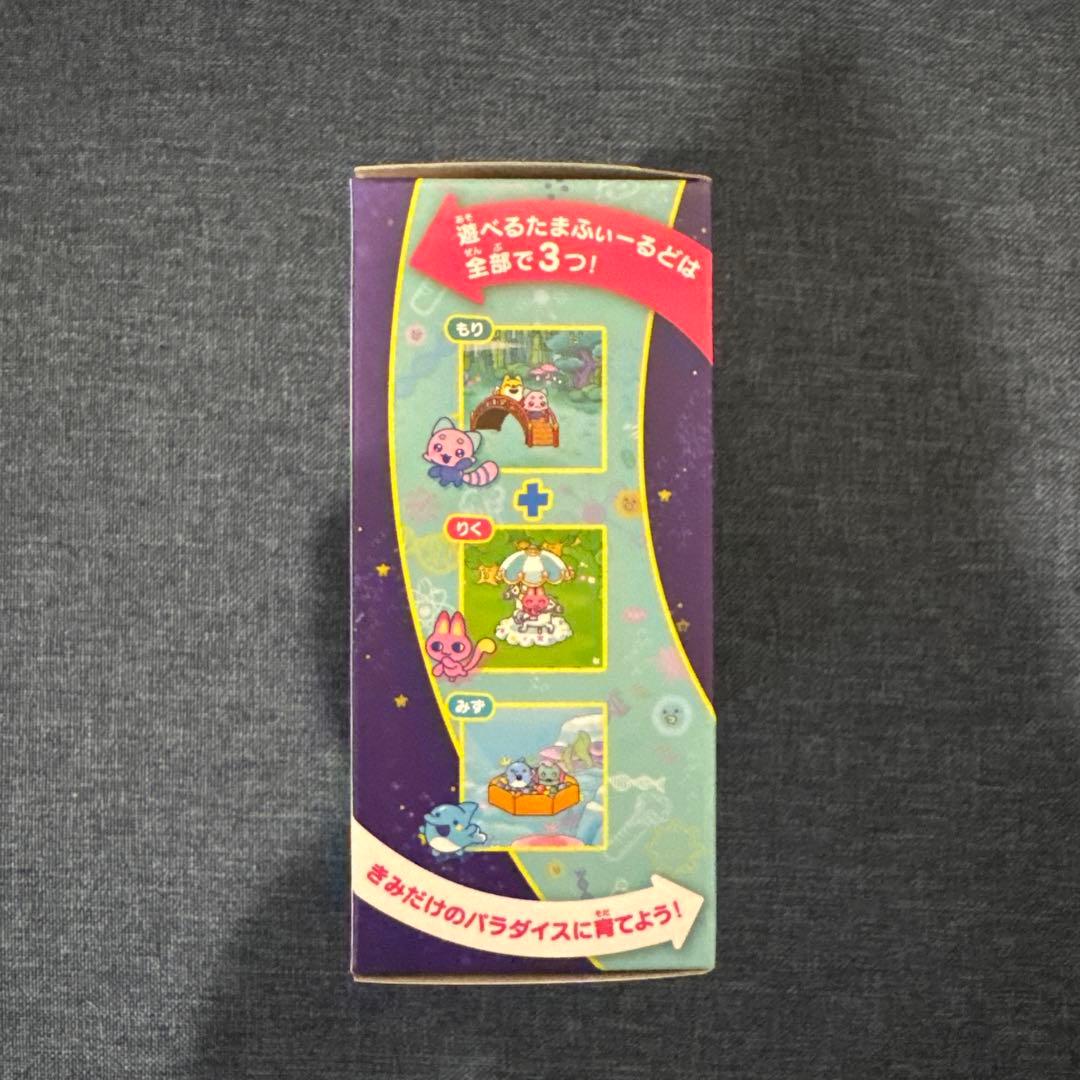 遊べるたまふぃーるどは
全部で3つ!
もり
りく
みず
きみだけのパラダイスに育てよう!